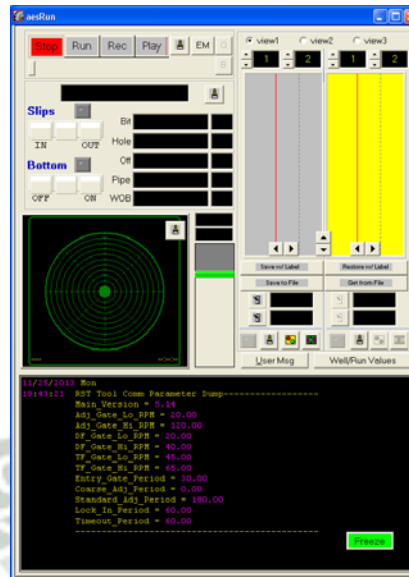 aesRun
Stop Run Rec Play EM
view1 view2 view3
1 2 1 2
Slips
IN OUT
Bottom
OFF ON
Bit
Hole
Off
Pipe
WOB
Save w/ Label Restore w/ Label
Save to File Get from File
User Msg Well/Run Values
11/25/2013 Mon
19:43:21 RST Tool Comm Parameter Dump-------------------
Main_Version = 5.14
Adj_Gate_Lo_RPM = 20.00
Adj_Gate_Hi_RPM = 120.00
DF_Gate_Lo_RPM = 20.00
DF_Gate_Hi_RPM = 40.00
TF_Gate_Lo_RPM = 45.00
TF_Gate_Hi_RPM = 65.00
Entry_Gate_Period = 30.00
Coarse_Adj_Period = 0.00
Standard_Adj_Period = 180.00
Lock_In_Period = 60.00
Timeout_Period = 60.00
------------------------------------------------
Freeze